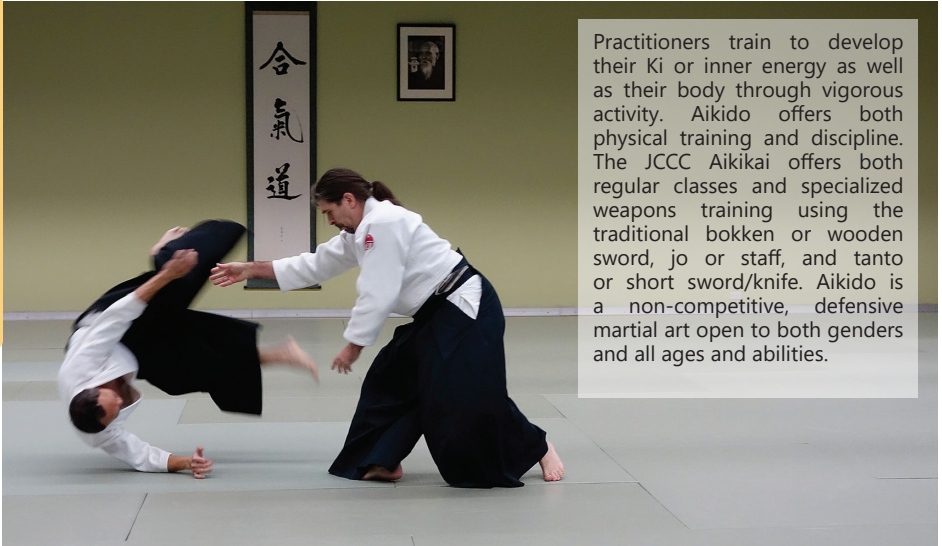 合
氣
道
Practitioners train to develop
their Ki or inner energy as well
as their body through vigorous
activity. Aikido offers both
physical training and discipline.
The JCCC Aikikai offers both
regular classes and specialized
weapons training using the
traditional bokken or wooden
sword, jo or staff, and tanto
or short sword/knife. Aikido is
a non-competitive, defensive
martial art open to both genders
and all ages and abilities.